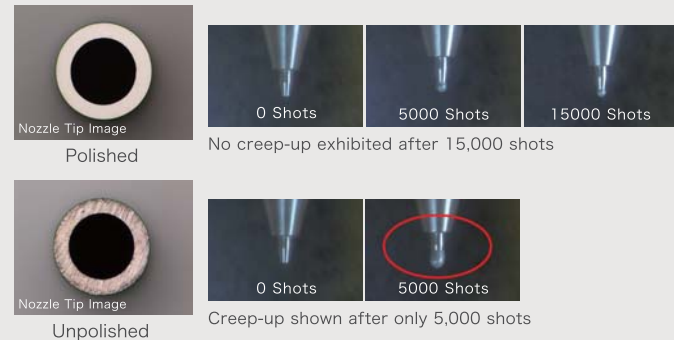 Nozzle Tip Image
Polished
0 Shots
5000 Shots
15000 Shots
No creep-up exhibited after 15,000 shots
Nozzle Tip Image
Unpolished
0 Shots
5000 Shots
Creep-up shown after only 5,000 shots